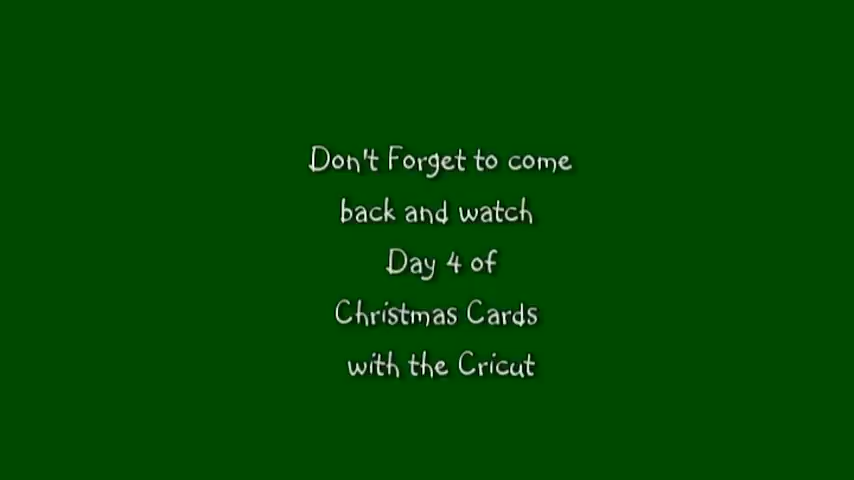 Don't Forget to come
back and watch
Day 4 of
Christmas Cards
with the Cricut